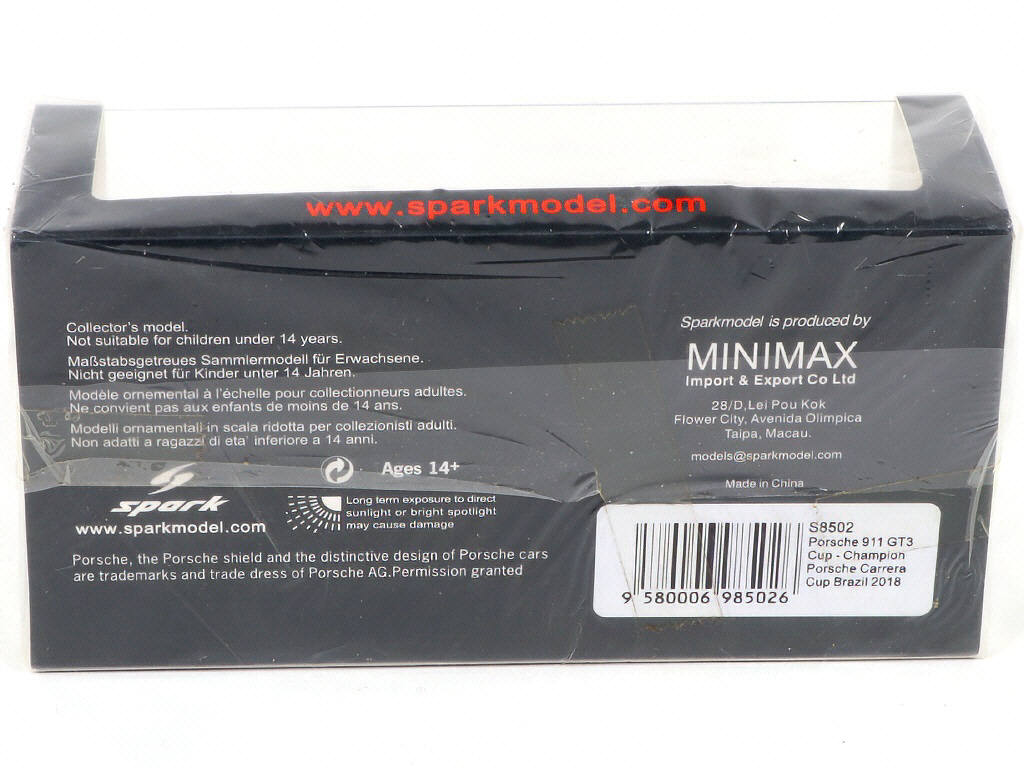 www.sparkmodel.com
Collector's model.
Not suitable for children under 14 years.
Maßstabsgetreues Sammlermodell für Erwachsene.
Nicht geeignet für Kinder unter 14 Jahren.
Modèle ornemental à l'échelle pour collectionneurs adultes.
Ne convient pas aux enfants de moins de 14 ans.
Modelli ornamentali in scala ridotta per collezionisti adulti.
Non adatti a ragazzi di eta' inferiore a 14 anni.
Ages 14+
spark
www.sparkmodel.com
Long term exposure to direct
sunlight or bright spotlight
may cause damage
Porsche, the Porsche shield and the distinctive design of Porsche cars
are trademarks and trade dress of Porsche AG.Permission granted
Sparkmodel is produced by
MINIMAX
Import & Export Co Ltd
28/D,Lei Pou Kok
Flower City, Avenida Olimpica
Taipa, Macau.
models@sparkmodel.com
Made in China
S8502
Porsche 911 GT3
Cup - Champion
Porsche Carrera
Cup Brazil 2018
9 580006 985026